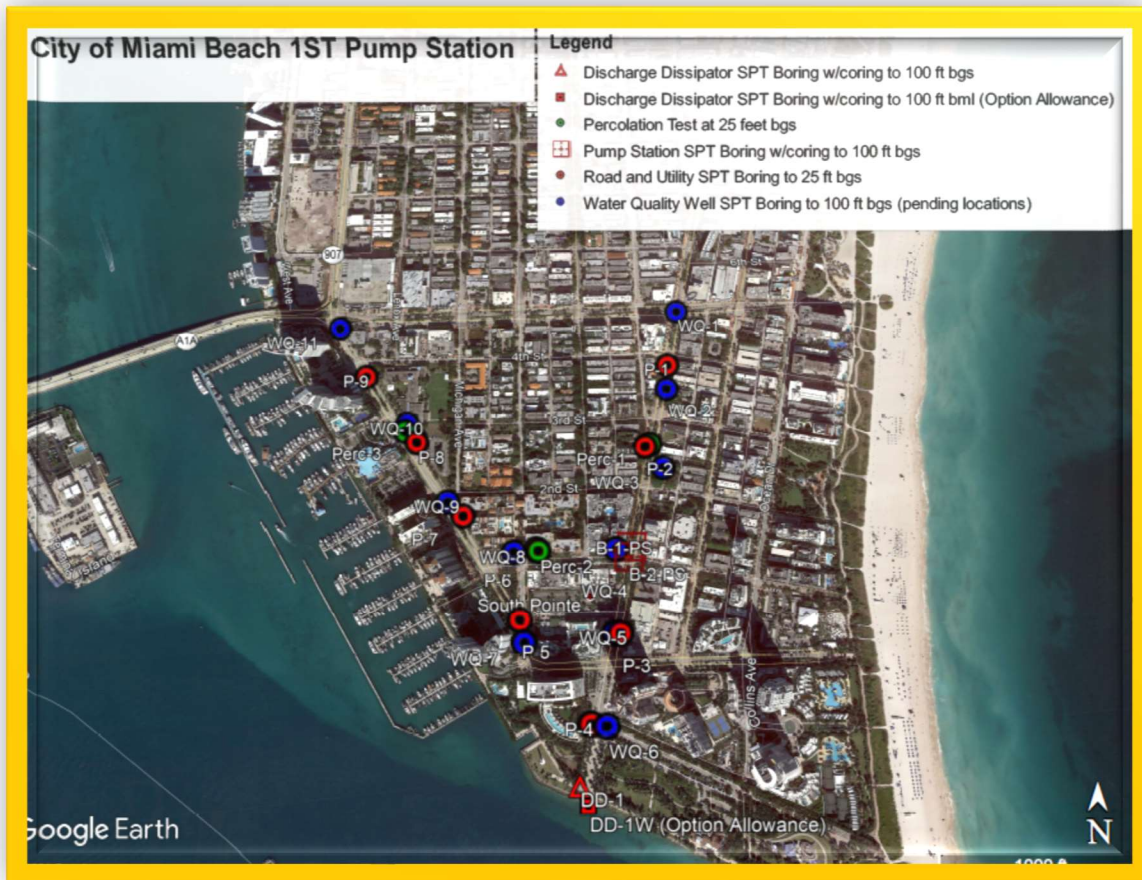 City of Miami Beach 1ST Pump Station
Legend
Discharge Dissipator SPT Boring w/coring to 100 ft bgs
Discharge Dissipator SPT Boring w/coring to 100 ft bml (Option Allowance)
Percolation Test at 25 feet bgs
Pump Station SPT Boring w/coring to 100 ft bgs
Road and Utility SPT Boring to 25 ft bgs
Water Quality Well SPT Boring to 100 ft bgs (pending locations)
907
West Ave
6th St
A1A
WQ-11
WQ-1
4th St
P-1
P-9
Michigan Ave
WQ-2
3rd St
WQ-10
Perc-3
P-8
Perc-1
P-2
WQ-3
2nd St
WQ-9
P-7
WQ-8
Perc-2
B-1-PS
B-2-PS
P-6
WQ-4
South Pointe
WQ-5
P-5
WQ-7
P-3
Collins Ave
P-4
WQ-6
DD-1
DD-1W (Option Allowance)
Google Earth
N